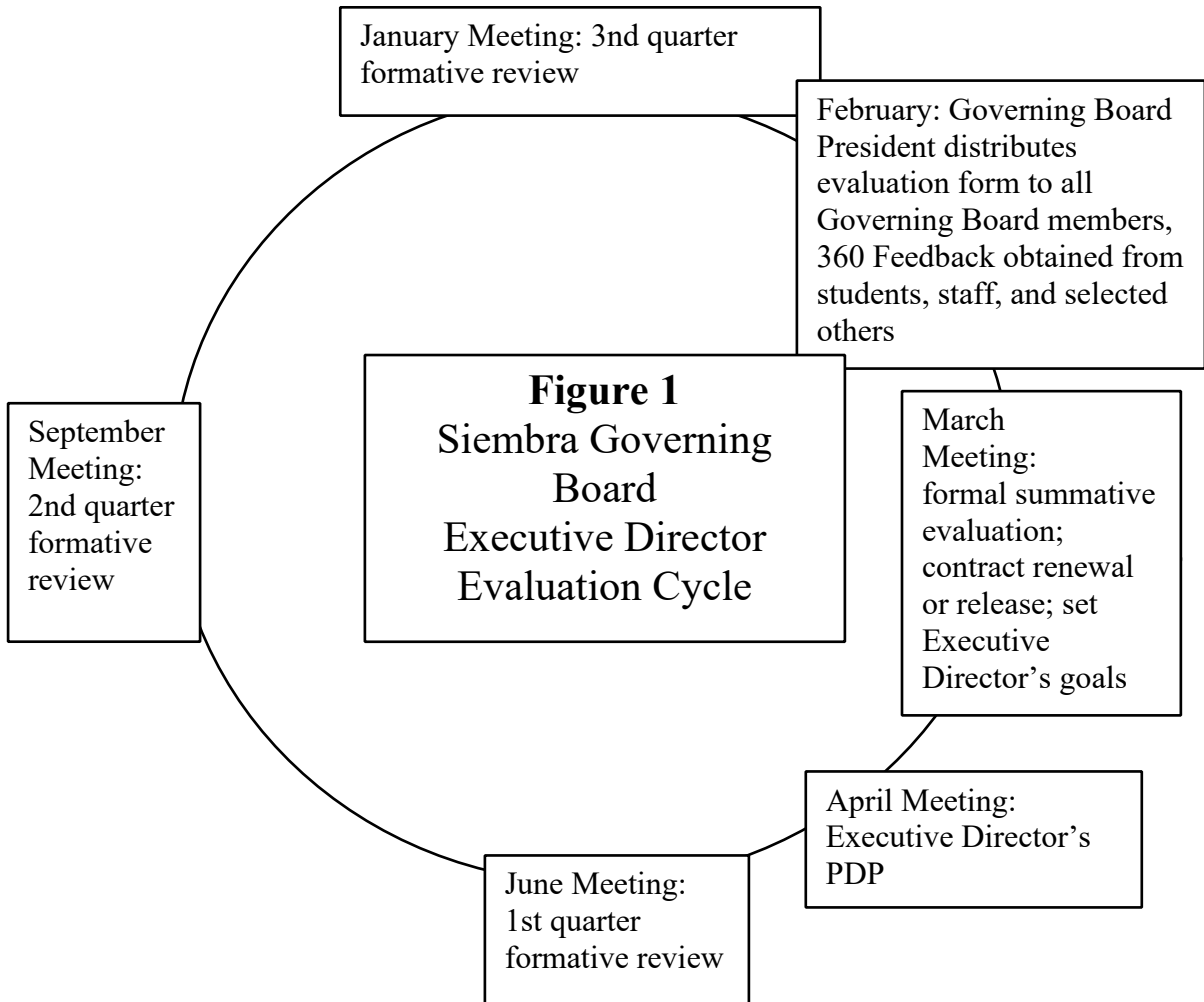 January Meeting: 3nd quarter
formative review
February: Governing Board
President distributes
evaluation form to all
Governing Board members,
360 Feedback obtained from
students, staff, and selected
others
Figure 1
Siembra Governing
Board
Executive Director
Evaluation Cycle
September
Meeting:
2nd quarter
formative
review
March
Meeting:
formal summative
evaluation;
contract renewal
or release; set
Executive
Director’s goals
April Meeting:
Executive Director’s
PDP
June Meeting:
1st quarter
formative review